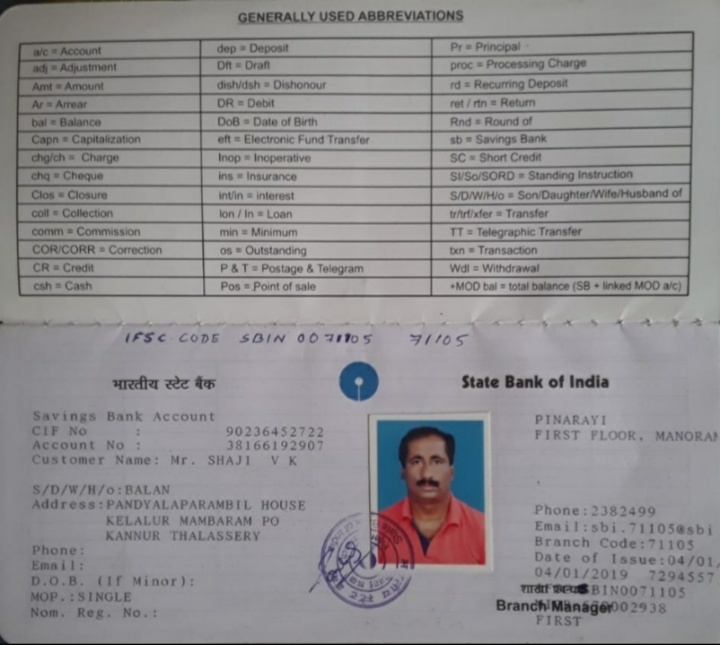 GENERALLY USED ABBREVIATIONS
a/c = Account dep = Deposit Pr = Principal
adj = Adjustment Dft = Draft proc = Processing Charge
Amt = Amount dish/dsh = Dishonour rd = Recurring Deposit
Ar = Arrear DR = Debit ret / rtn = Return
bal = Balance DoB = Date of Birth Rnd = Round of
Capn = Capitalization eft = Electronic Fund Transfer sb = Savings Bank
chg/ch = Charge Inop = Inoperative SC = Short Credit
chq = Cheque ins = Insurance SI/So/SORD = Standing Instruction
Clos = Closure int/in = interest S/D/W/H/o = Son/Daughter/Wife/Husband of
coll = Collection lon / ln = Loan tr/trf/xfer = Transfer
comm = Commission min = Minimum TT = Telegraphic Transfer
COR/CORR = Correction os = Outstanding txn = Transaction
CR = Credit P & T = Postage & Telegram Wdl = Withdrawal
csh = Cash Pos = Point of sale +MOD bal = total balance (SB + linked MOD a/c)
IFSC CODE SBIN 0071105 71105
भारतीय स्टेट बैंक State Bank of India
Savings Bank Account PINARAYI
CIF No : 90236452722 FIRST FLOOR, MANORAM
Account No : 38166192907
Customer Name: Mr. SHAJI V K
S/D/W/H/o:BALAN
Address:PANDYALAPARAMBIL HOUSE Phone:2382499
KELALUR MAMBARAM PO Email:sbi.71105@sbi
KANNUR THALASSERY Branch Code:71105
Phone: Date of Issue:04/01/
Email: 04/01/2019 7294557
D.O.B. (If Minor): शाखा BIN0071105
MOP.:SINGLE Branch Manager 002938
Nom. Reg. No.: FIRST